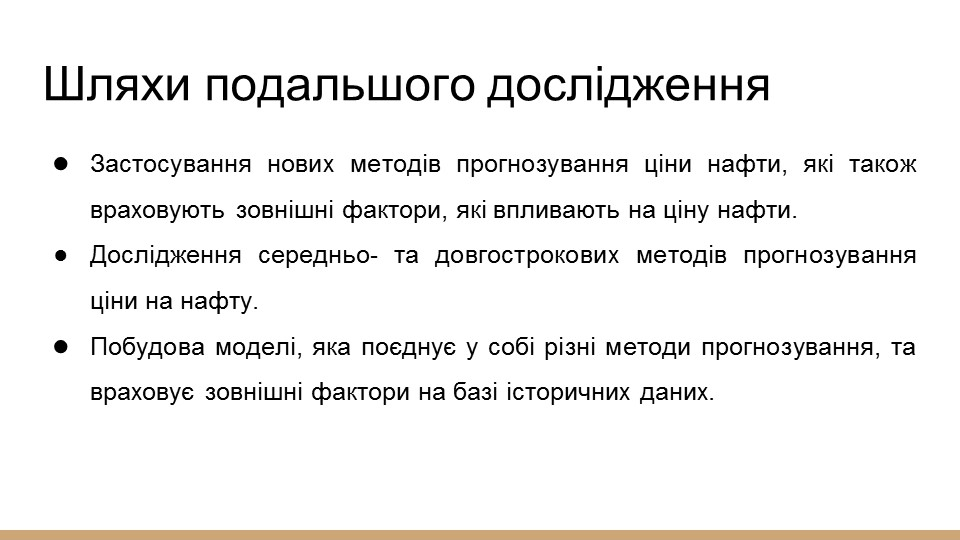 Шляхи подальшого дослідження
● Застосування нових методів прогнозування ціни нафти, які також
враховують зовнішні фактори, які впливають на ціну нафти.
● Дослідження середньо- та довгострокових методів прогнозування
ціни на нафту.
● Побудова моделі, яка поєднує у собі різні методи прогнозування, та
враховує зовнішні фактори на базі історичних даних.